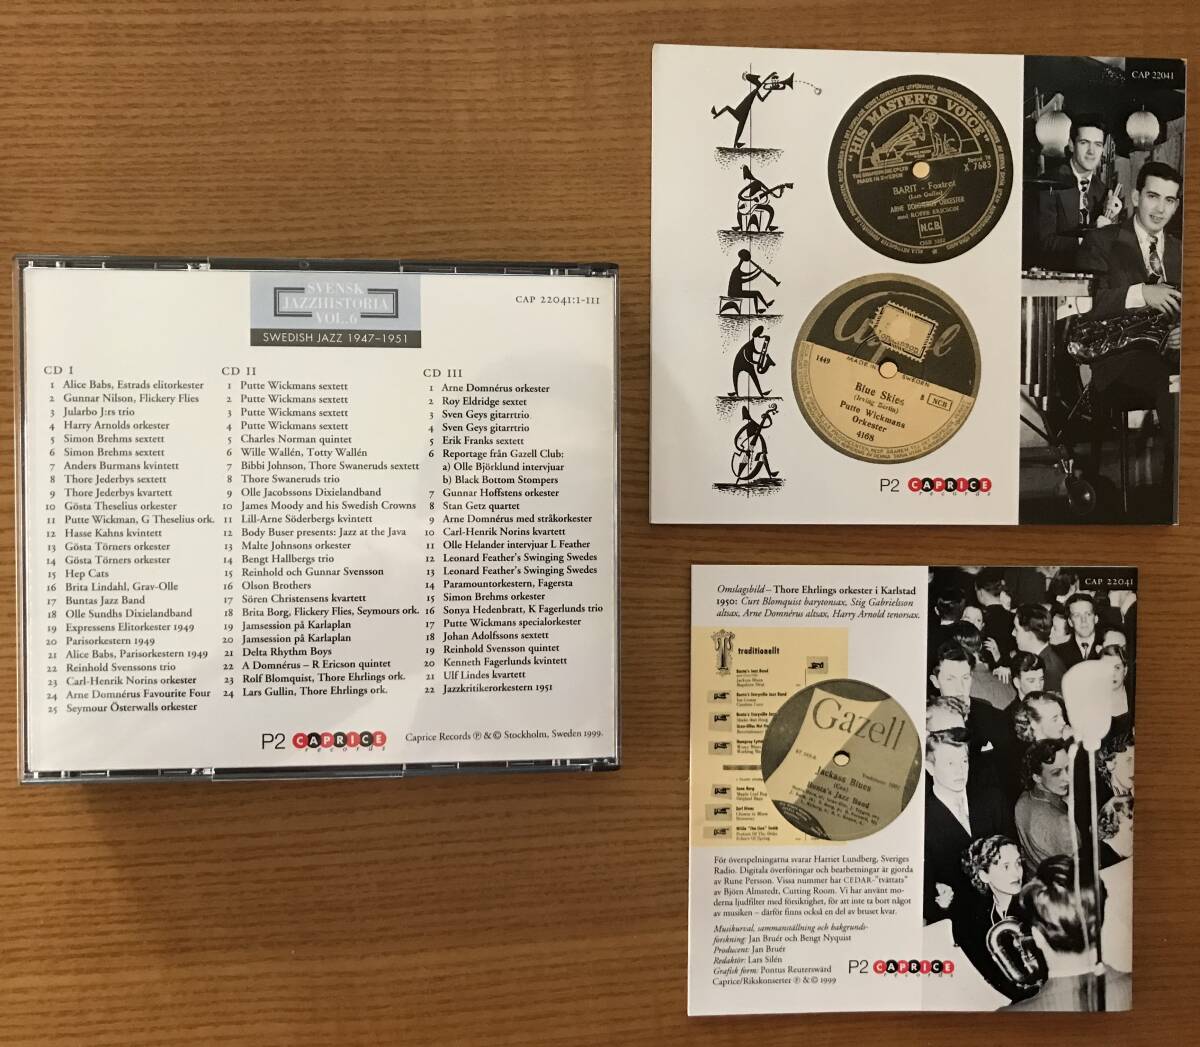 SVENSK
JAZZHISTORIA
VOL. 6
SWEDISH JAZZ 1947–1951
CAP 22041:1-III
CD I
1 Alice Babs, Estrads elitorkester
2 Gunnar Nilson, Flickery Flies
3 Jularbo J:rs trio
4 Harry Arnolds orkester
5 Simon Brehms sextett
6 Simon Brehms sextett
7 Anders Burmans kvintett
8 Thore Jederbys sextett
9 Thore Jederbys kvartett
10 Gösta Theselius orkester
11 Putte Wickman, G Theselius ork.
12 Hasse Kahns kvintett
13 Gösta Törners orkester
14 Gösta Törners orkester
15 Hep Cats
16 Brita Lindahl, Grav-Olle
17 Buntas Jazz Band
18 Olle Sundhs Dixielandband
19 Expressens Elitorkester 1949
20 Parisorkestern 1949
21 Alice Babs, Parisorkestern 1949
22 Reinhold Svenssons trio
23 Carl-Henrik Norins orkester
24 Arne Domnérus Favourite Four
25 Seymour Österwalls orkester
CD II
1 Putte Wickmans sextett
2 Putte Wickmans sextett
3 Putte Wickmans sextett
4 Putte Wickmans sextett
5 Charles Norman quintet
6 Wille Wallén, Totty Wallén
7 Bibbi Johnson, Thore Swaneruds sextett
8 Thore Swaneruds trio
9 Olle Jacobssons Dixielandband
10 James Moody and his Swedish Crowns
11 Lill-Arne Söderbergs kvintett
12 Body Buser presents: Jazz at the Java
13 Malte Johnsons orkester
14 Bengt Hallbergs trio
15 Reinhold och Gunnar Svensson
16 Olson Brothers
17 Sören Christensens kvartett
18 Brita Borg, Flickery Flies, Seymours ork.
19 Jamsession på Karlaplan
20 Jamsession på Karlaplan
21 Delta Rhythm Boys
22 A Domnérus – R Ericson quintet
23 Rolf Blomquist, Thore Ehrlings ork.
24 Lars Gullin, Thore Ehrlings ork.
CD III
1 Arne Domnérus orkester
2 Roy Eldridge sextet
3 Sven Geys gitarrtrio
4 Sven Geys gitarrtrio
5 Erik Franks sextett
6 Reportage från Gazell Club:
a) Olle Björklund intervjuar
b) Black Bottom Stompers
7 Gunnar Hoffstens orkester
8 Stan Getz quartet
9 Arne Domnérus med stråkorkester
10 Carl-Henrik Norins kvartett
11 Olle Helander intervjuar L Feather
12 Leonard Feather's Swinging Swedes
13 Leonard Feather's Swinging Swedes
14 Paramountorkestern, Fagersta
15 Simon Brehms orkester
16 Sonya Hedenbratt, K Fagerlunds trio
17 Putte Wickmans specialorkester
18 Johan Adolfssons sextett
19 Reinhold Svensson quintet
20 Kenneth Fagerlunds kvintett
21 Ulf Lindes kvartett
22 Jazzkritikerorkestern 1951
P2 CAPRICE
records
Caprice Records ℗ & © Stockholm, Sweden 1999.
CAP 22041
"HIS MASTER'S VOICE"
MADE IN SWEDEN
X 7683
BARIT - Foxtrot
(Lars Gullin)
ARNE DOMNÉRUS ORKESTER
med ROLFE ERICSON
N.C.B.
1449
MADE IN SWEDEN
NCB
Blue Skies
(Irving Berlin)
Putte Wickmans
Orkester
4168
P2 CAPRICE
records
CAP 22041
Omslagsbild – Thore Ehrlings orkester i Karlstad
1950: Curt Blomquist barytonsax, Stig Gabrielsson
altsax, Arne Domnérus altsax, Harry Arnold tenorsax.
Traditionellt
Gazell
Jackass Blues
Bunta's Jazz Band
För överspelningarna svarar Harriet Lundberg, Sveriges
Radio. Digitala överföringar och bearbetningar är gjorda
av Rune Persson. Vissa nummer har CEDAR-"tvättats"
av Björn Almstedt, Cutting Room. Vi har använt mo-
derna ljudfilter med försiktighet, för att inte ta bort något
av musiken – därför finns också en del av bruset kvar.
Musikurval, sammanställning och bakgrunds-
forskning: Jan Bruér och Bengt Nyquist
Producent: Jan Bruér
Redaktör: Lars Silén
Grafisk form: Pontus Reuterswärd
Caprice/Rikskonserter ℗ & © 1999
P2 CAPRICE
records